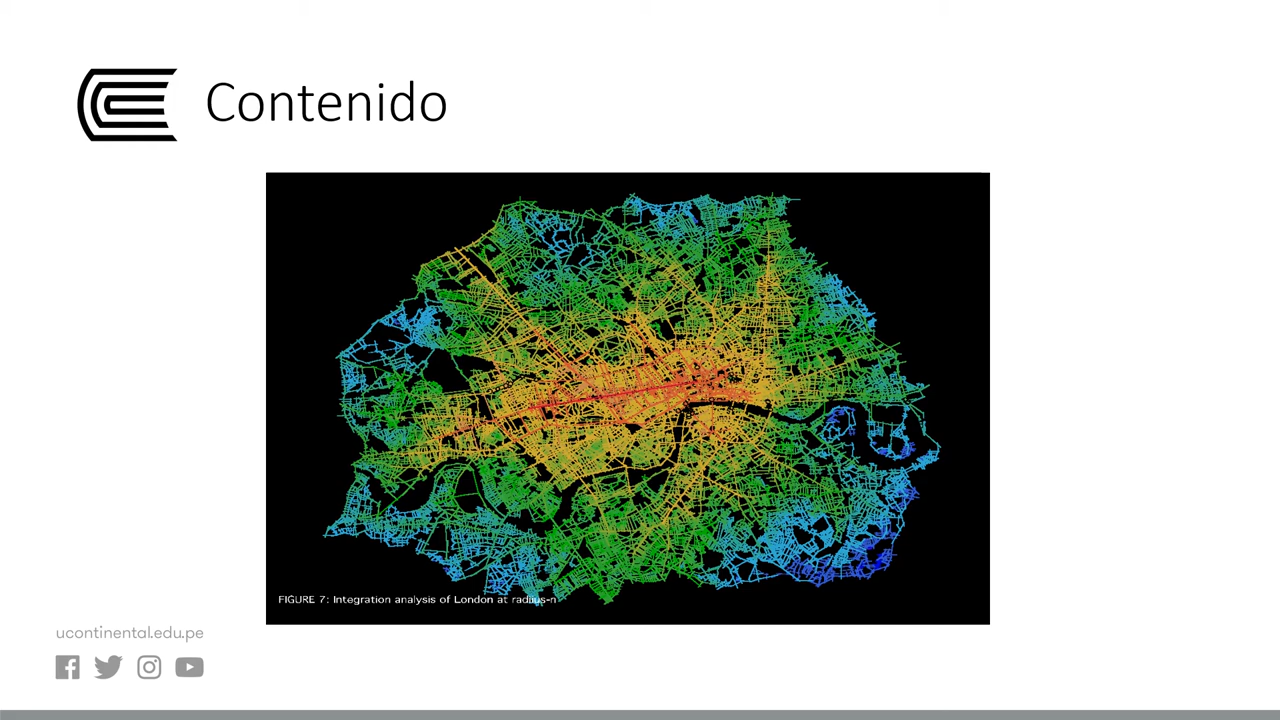 Contenido
FIGURE 7: Integration analysis of London at radius-n
ucontinental.edu.pe